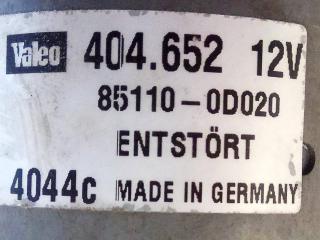 Valeo 404.652 12V
85110-0D020
ENTSTÖRT
4044c MADE IN GERMANY